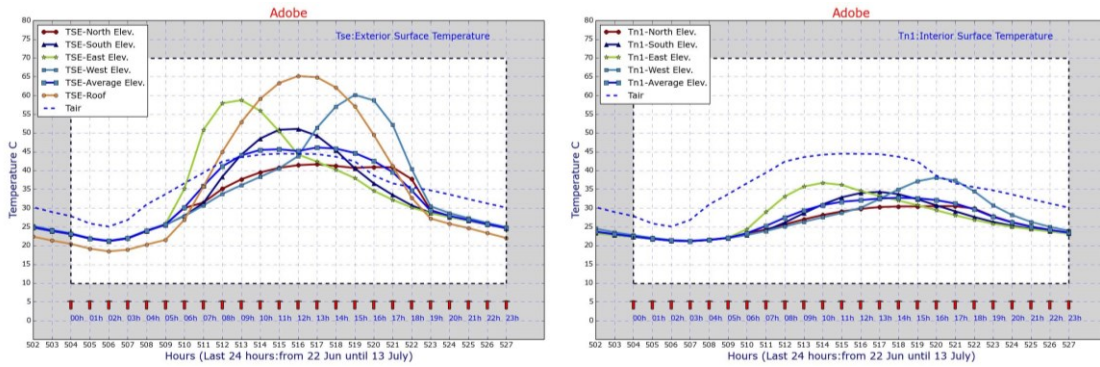 Adobe
TSE-North Elev.
TSE-South Elev.
TSE-East Elev.
TSE-West Elev.
TSE-Average Elev.
TSE-Roof
Tair
Tse:Exterior Surface Temperature
Temperature C
80
75
70
65
60
55
50
45
40
35
30
25
20
15
10
5
0
00h 01h 02h 03h 04h 05h 06h 07h 08h 09h 10h 11h 12h 13h 14h 15h 16h 17h 18h 19h 20h 21h 22h 23h
502 503 504 505 506 507 508 509 510 511 512 513 514 515 516 517 518 519 520 521 522 523 524 525 526 527
Hours (Last 24 hours:from 22 Jun until 13 July)
Adobe
Tn1-North Elev.
Tn1-South Elev.
Tn1-East Elev.
Tn1-West Elev.
Tn1-Average Elev.
Tair
Tn1:Interior Surface Temperature
Temperature C
80
75
70
65
60
55
50
45
40
35
30
25
20
15
10
5
0
00h 01h 02h 03h 04h 05h 06h 07h 08h 09h 10h 11h 12h 13h 14h 15h 16h 17h 18h 19h 20h 21h 22h 23h
502 503 504 505 506 507 508 509 510 511 512 513 514 515 516 517 518 519 520 521 522 523 524 525 526 527
Hours (Last 24 hours:from 22 Jun until 13 July)